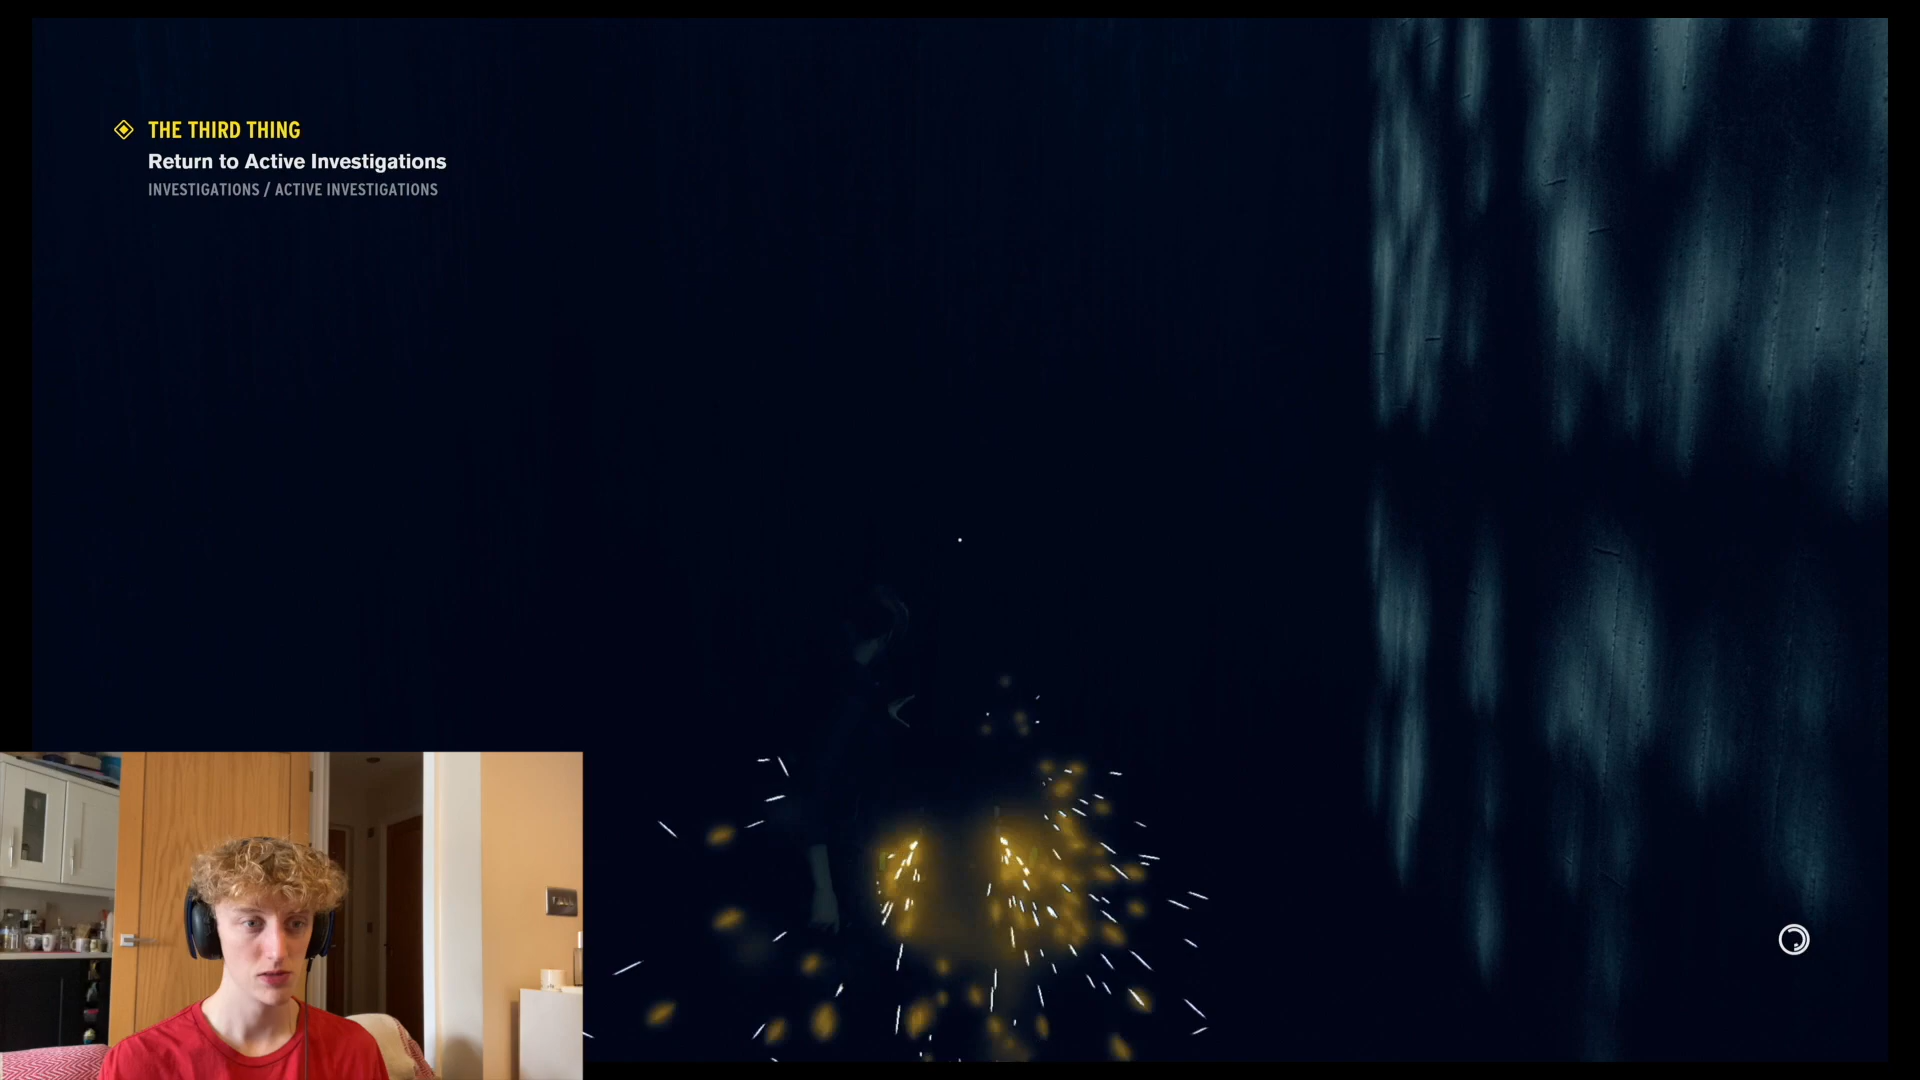 THE THIRD THING
Return to Active Investigations
INVESTIGATIONS / ACTIVE INVESTIGATIONS